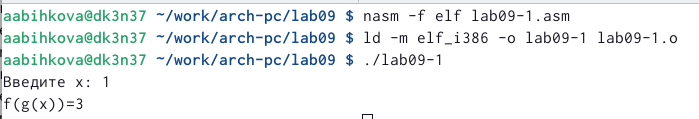 aabihkova@dk3n37 ~/work/arch-pc/lab09 $ nasm -f elf lab09-1.asm
aabihkova@dk3n37 ~/work/arch-pc/lab09 $ ld -m elf_i386 -o lab09-1 lab09-1.o
aabihkova@dk3n37 ~/work/arch-pc/lab09 $ ./lab09-1
Введите x: 1
f(g(x))=3